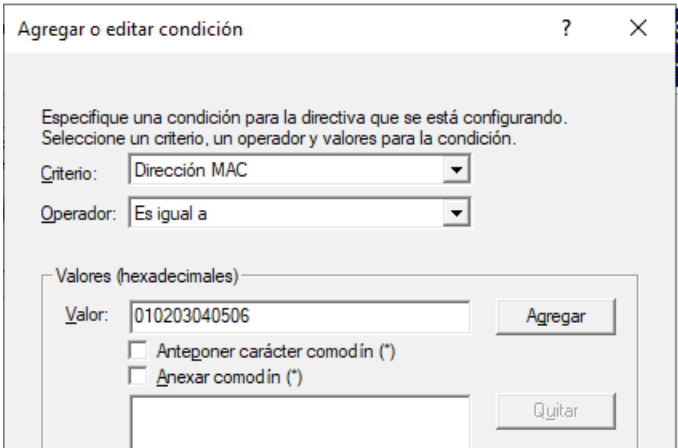 Agregar o editar condición
?
Especifique una condición para la directiva que se está configurando.
Seleccione un criterio, un operador y valores para la condición.
Criterio: Dirección MAC
Operador: Es igual a
Valores (hexadecimales)
Valor: 010203040506 Agregar
Anteponer carácter comodín (*)
Anexar comodín (*)
Quitar